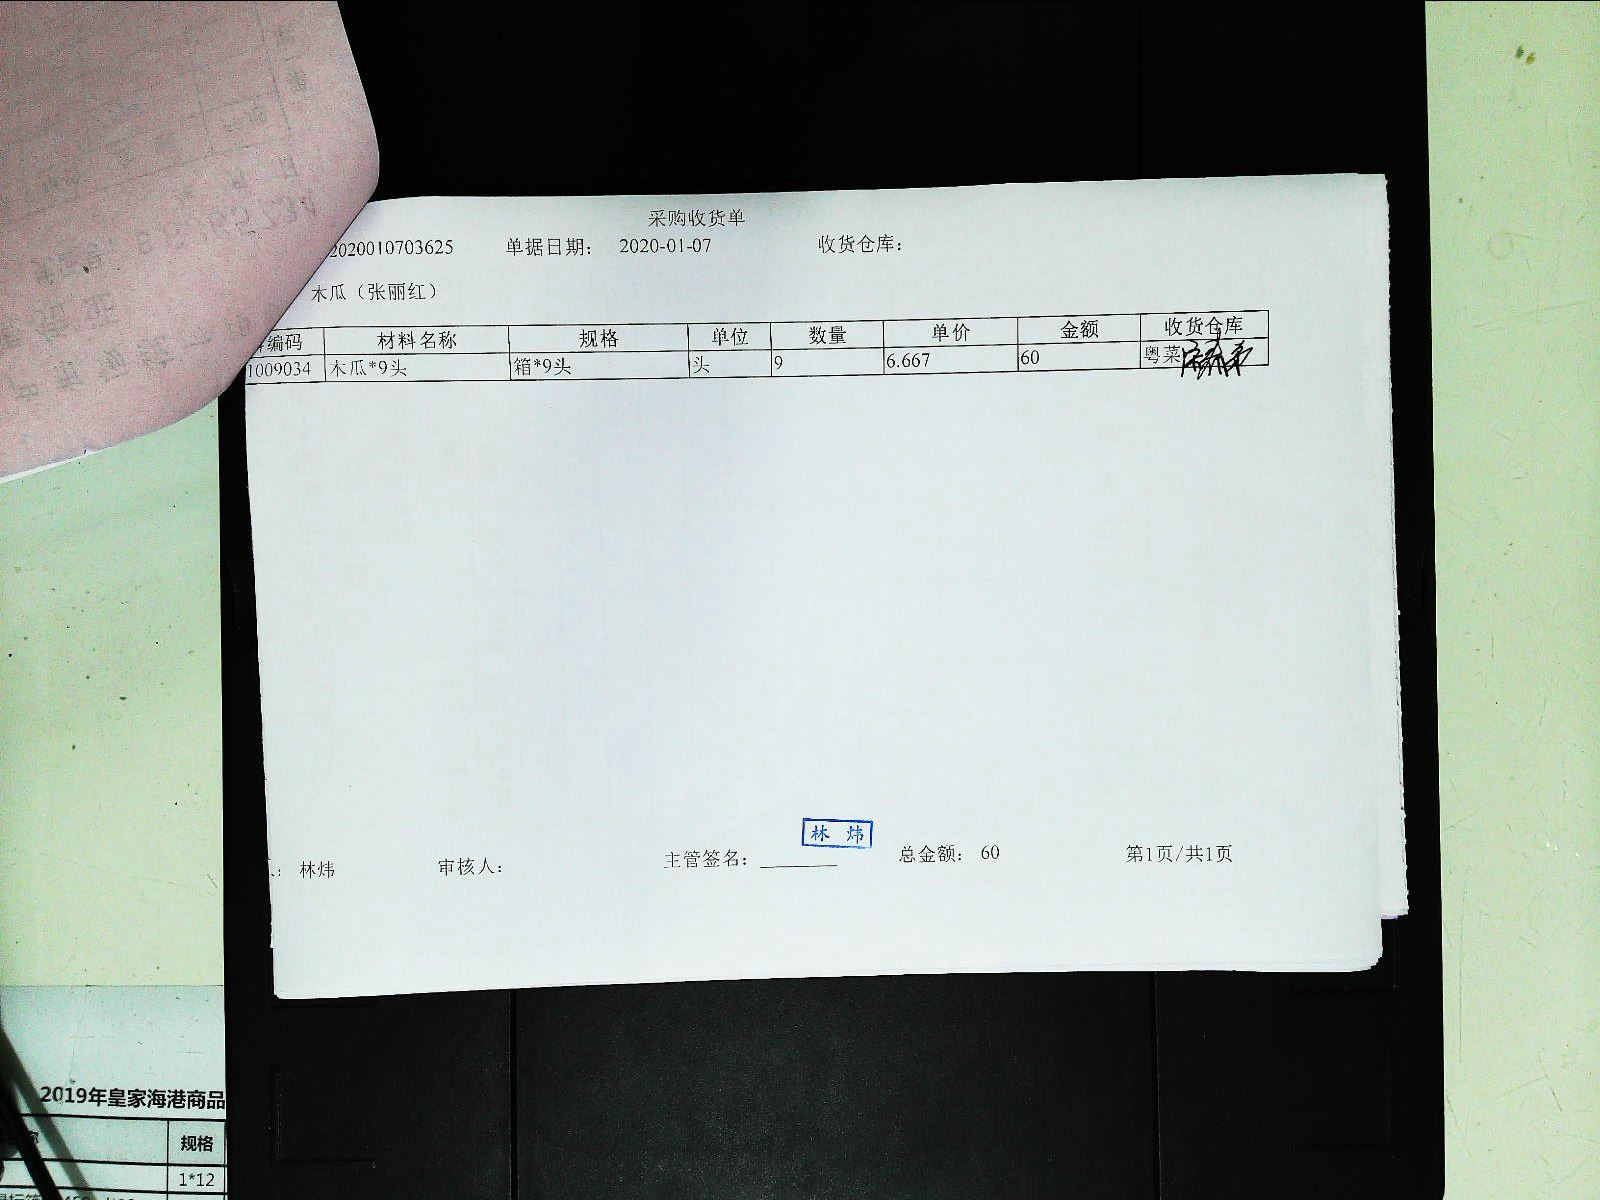 采购收货单
2020010703625 单据日期： 2020-01-07 收货仓库：
木瓜（张丽红）
编码 材料名称 规格 单位 数量 单价 金额 收货仓库
1009034 木瓜*9头 箱*9头 头 9 6.667 60 粤菜
林 炜
林炜 审核人： 主管签名： 总金额： 60 第1页/共1页
2019年皇家海港商品
规格
1*12